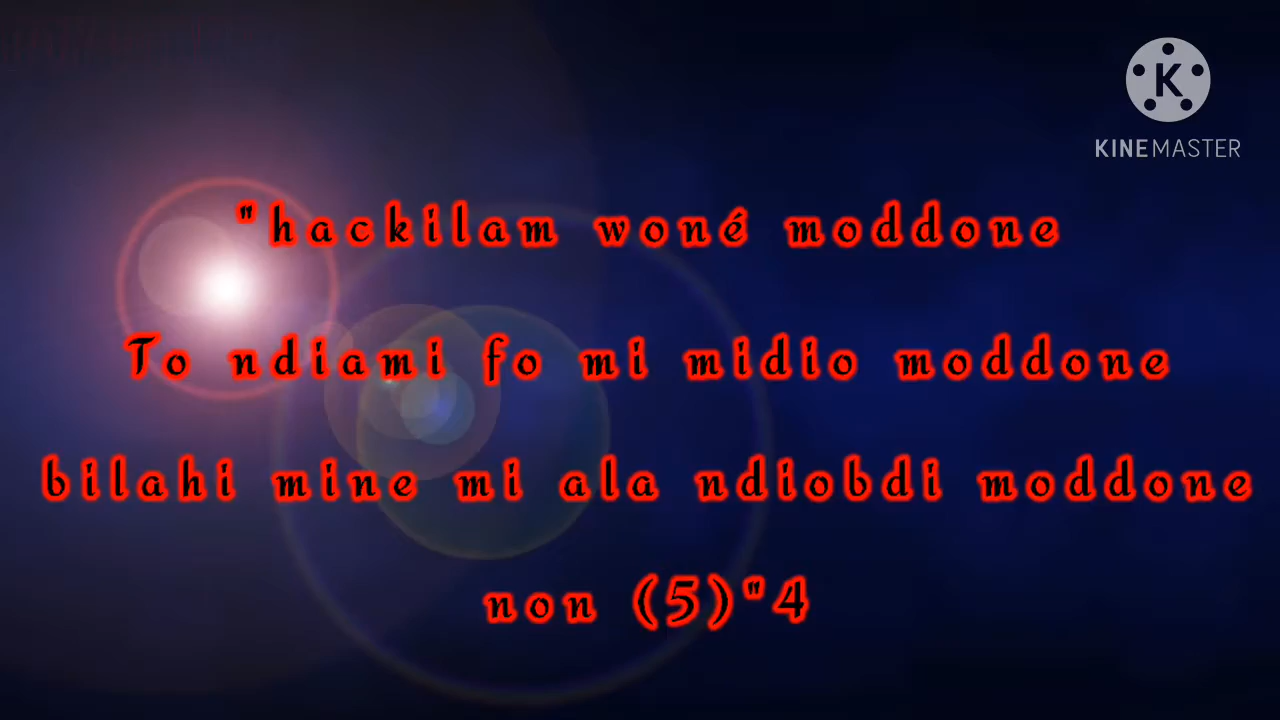 KINEMASTER
"hackilam woné moddone
To ndiami fo mi midio moddone
bilahi mine mi ala ndiobdi moddone
non (5)"4